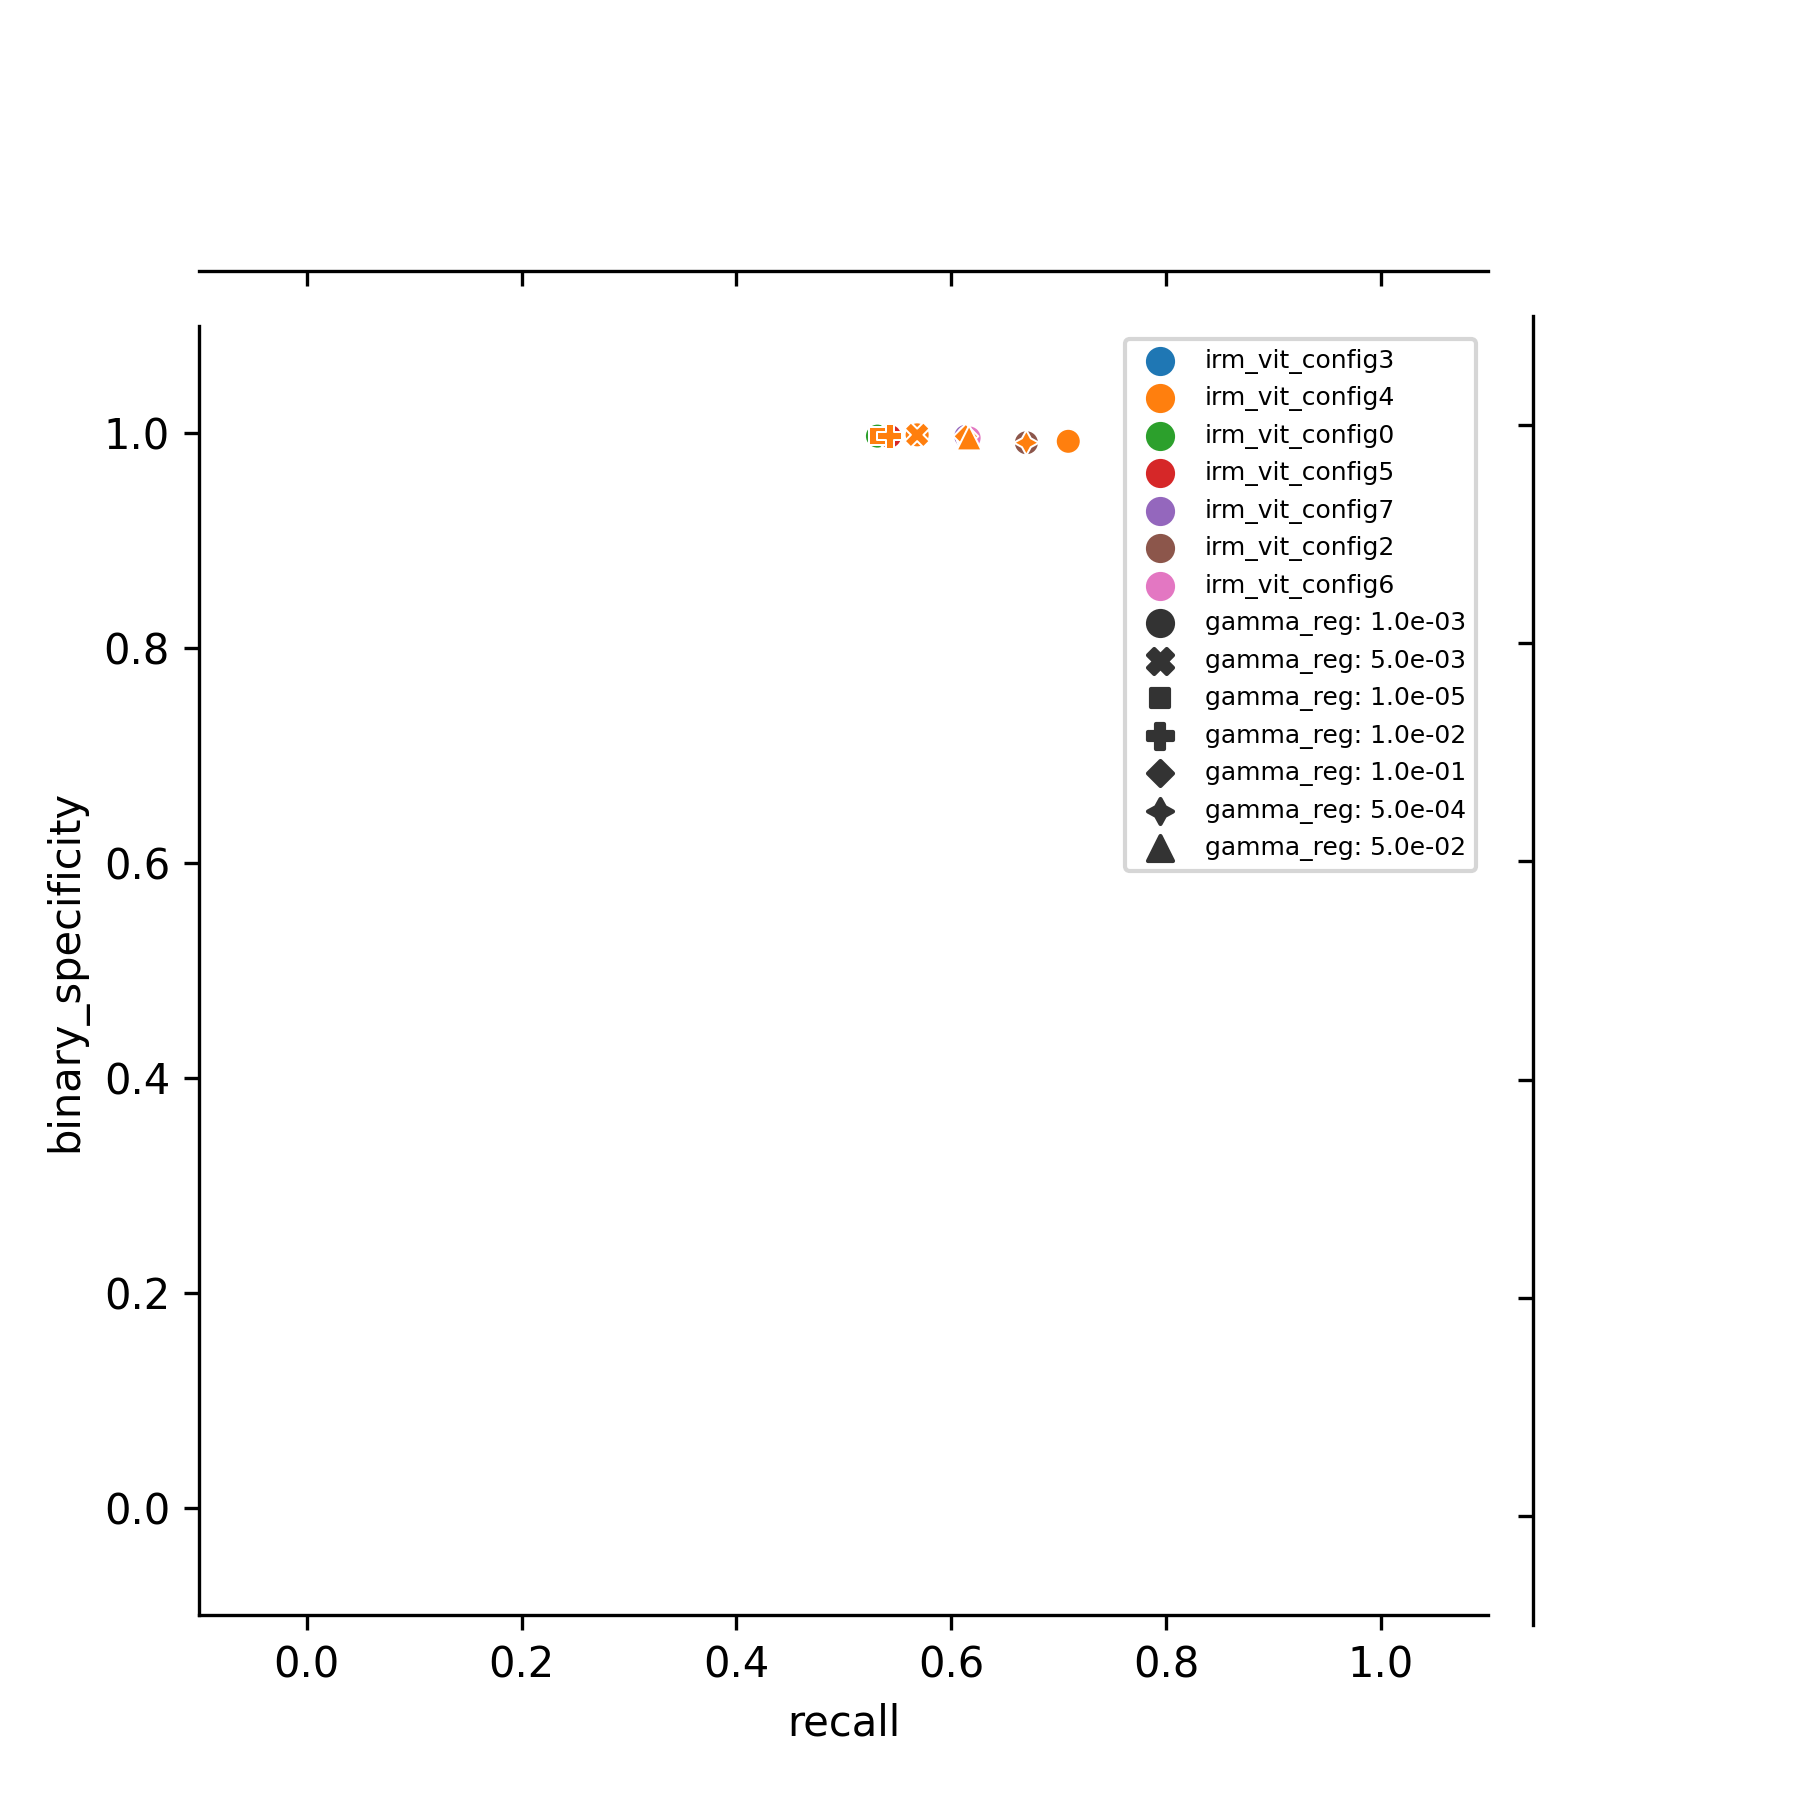 irm_vit_config3
irm_vit_config4
irm_vit_config0
irm_vit_config5
irm_vit_config7
irm_vit_config2
irm_vit_config6
gamma_reg: 1.0e-03
gamma_reg: 5.0e-03
gamma_reg: 1.0e-05
gamma_reg: 1.0e-02
gamma_reg: 1.0e-01
gamma_reg: 5.0e-04
gamma_reg: 5.0e-02
1.0
0.8
0.6
0.4
0.2
0.0
binary_specificity
0.0 0.2 0.4 0.6 0.8 1.0
recall